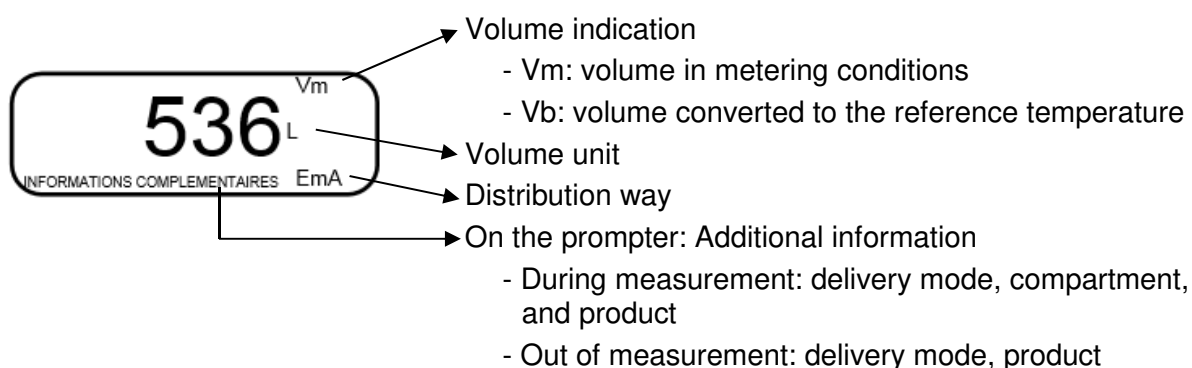 Volume indication
- Vm: volume in metering conditions
- Vb: volume converted to the reference temperature
Volume unit
Distribution way
On the prompter: Additional information
- During measurement: delivery mode, compartment,
and product
- Out of measurement: delivery mode, product
Vm
536 L
INFORMATIONS COMPLEMENTAIRES EmA